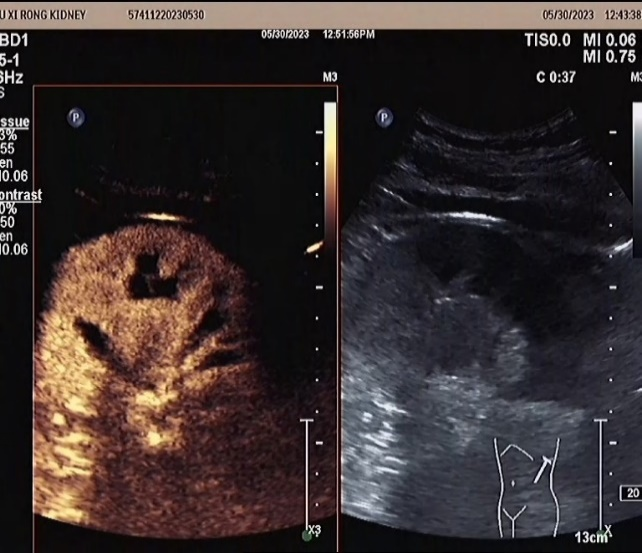 U XI RONG KIDNEY 57411220230530 05/30/2023 12:43:38
BD1 05/30/2023 12:51:56PM TIS0.0 MI 0.06
5-1 MI 0.75
Hz
S M3 C 0:37 M3
P P
ssue
3%
55
en
0.06
ontrast
0%
50
en
0.06
X3 20
13cm X